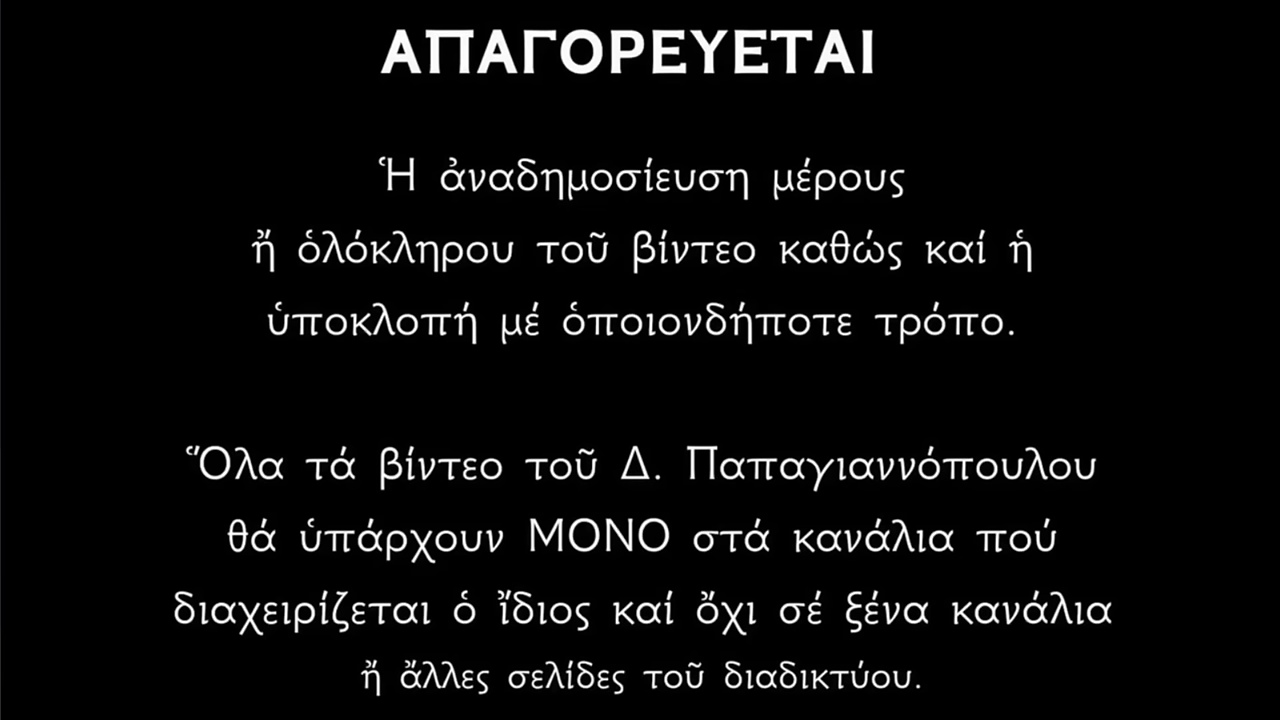 ΑΠΑΓΟΡΕΥΕΤΑΙ
Ἡ ἀναδημοσίευση μέρους
ἤ ὁλόκληρου τοῦ βίντεο καθώς καί ἡ
ὑποκλοπή μέ ὁποιονδήποτε τρόπο.
Ὅλα τά βίντεο τοῦ Δ. Παπαγιαννόπουλου
θά ὑπάρχουν ΜΟΝΟ στά κανάλια πού
διαχειρίζεται ὁ ἴδιος καί ὄχι σέ ξένα κανάλια
ἤ ἄλλες σελίδες τοῦ διαδικτύου.